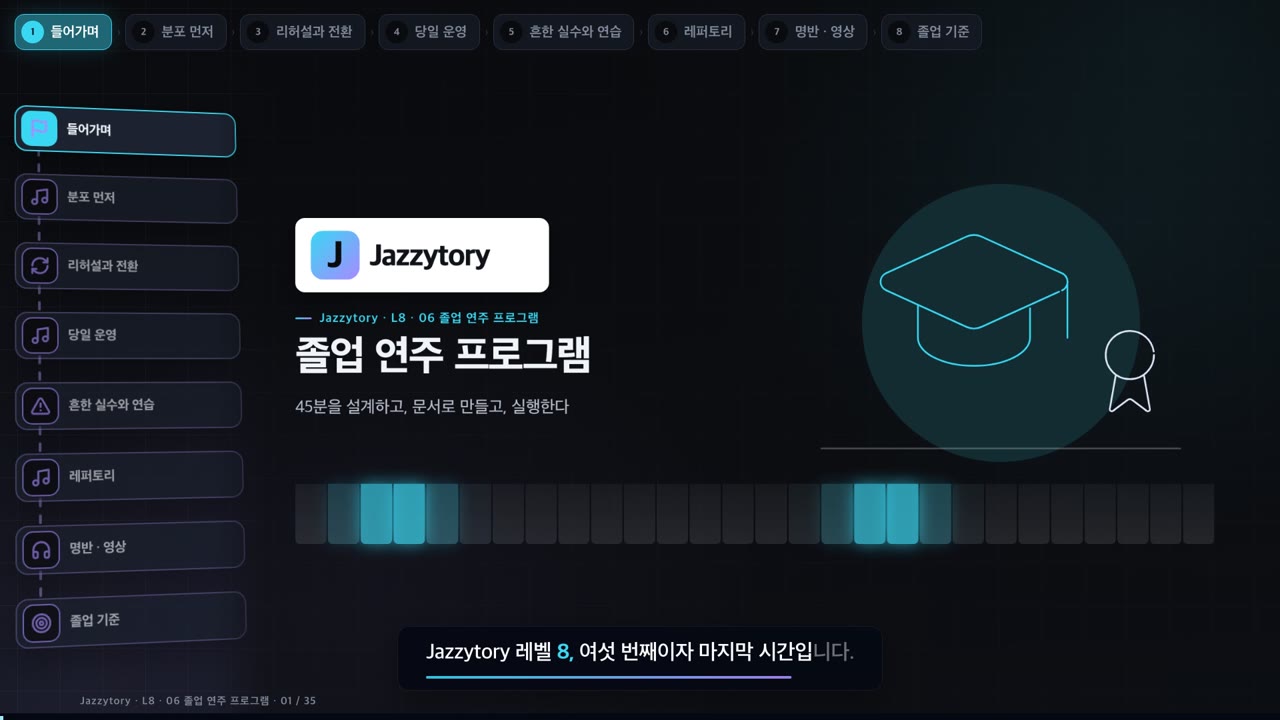 1 들어가며 › 2 분포 먼저 › 3 리허설과 전환 › 4 당일 운영 › 5 흔한 실수와 연습 › 6 레퍼토리 › 7 명반 · 영상 › 8 졸업 기준
들어가며
분포 먼저
리허설과 전환
당일 운영
흔한 실수와 연습
레퍼토리
명반 · 영상
졸업 기준
J Jazzytory
Jazzytory · L8 · 06 졸업 연주 프로그램
졸업 연주 프로그램
45분을 설계하고, 문서로 만들고, 실행한다
Jazzytory 레벨 8, 여섯 번째이자 마지막 시간입니다.
Jazzytory · L8 · 06 졸업 연주 프로그램 · 01 / 35